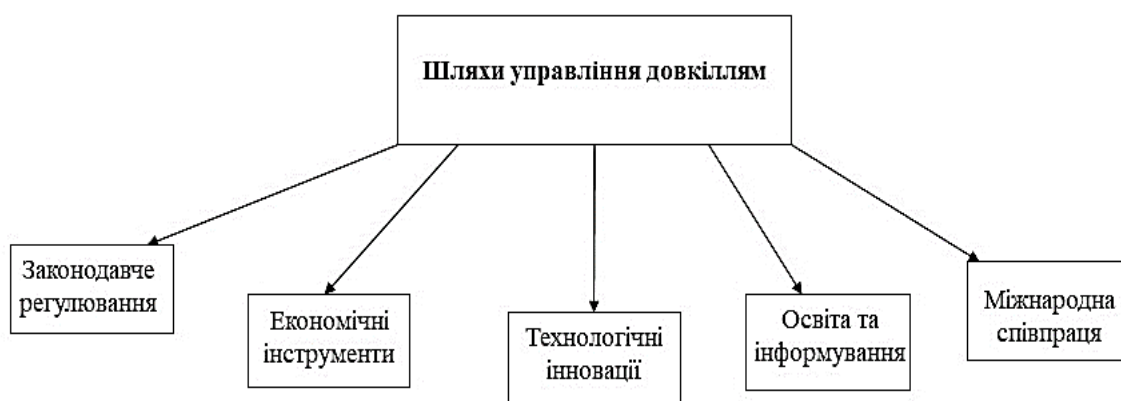 Шляхи управління довкіллям
Законодавче
регулювання
Економічні
інструменти
Технологічні
інновації
Освіта та
інформування
Міжнародна
співпраця